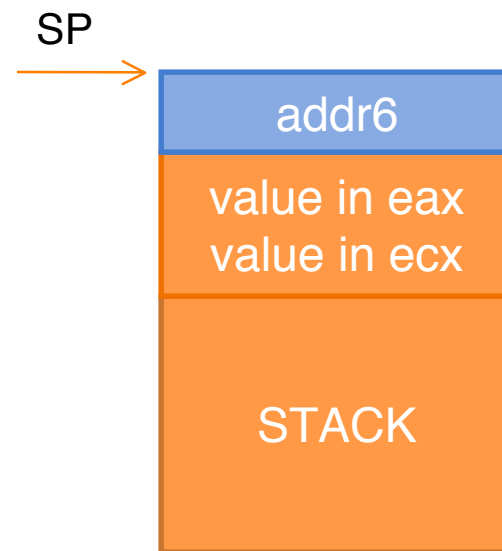 SP
addr6
value in eax
value in ecx
STACK